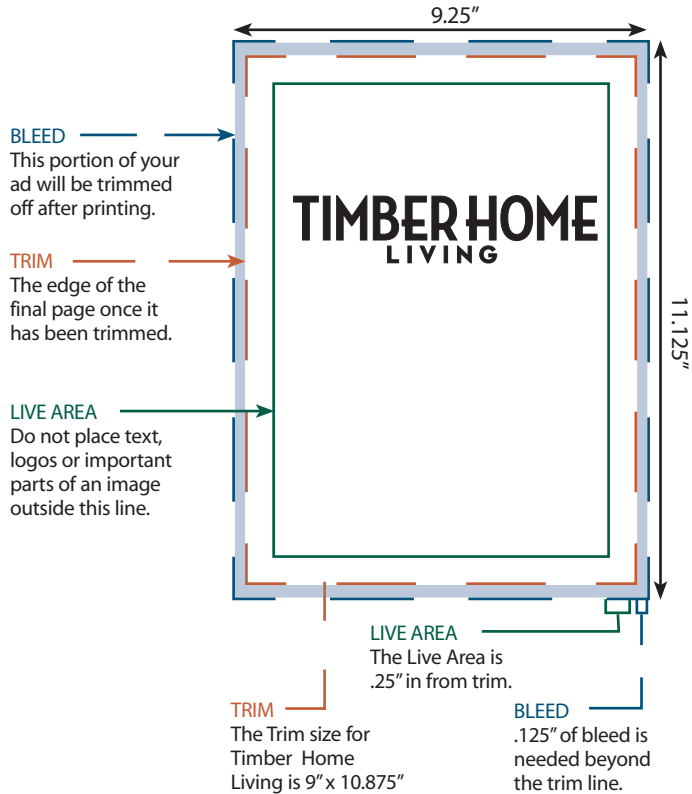 9.25”
BLEED
This portion of your
ad will be trimmed
off after printing.
TIMBER HOME
LIVING
TRIM
The edge of the
final page once it
has been trimmed.
11.125”
LIVE AREA
Do not place text,
logos or important
parts of an image
outside this line.
LIVE AREA
The Live Area is
.25” in from trim.
TRIM
The Trim size for
Timber Home
Living is 9” x 10.875”
BLEED
.125” of bleed is
needed beyond
the trim line.